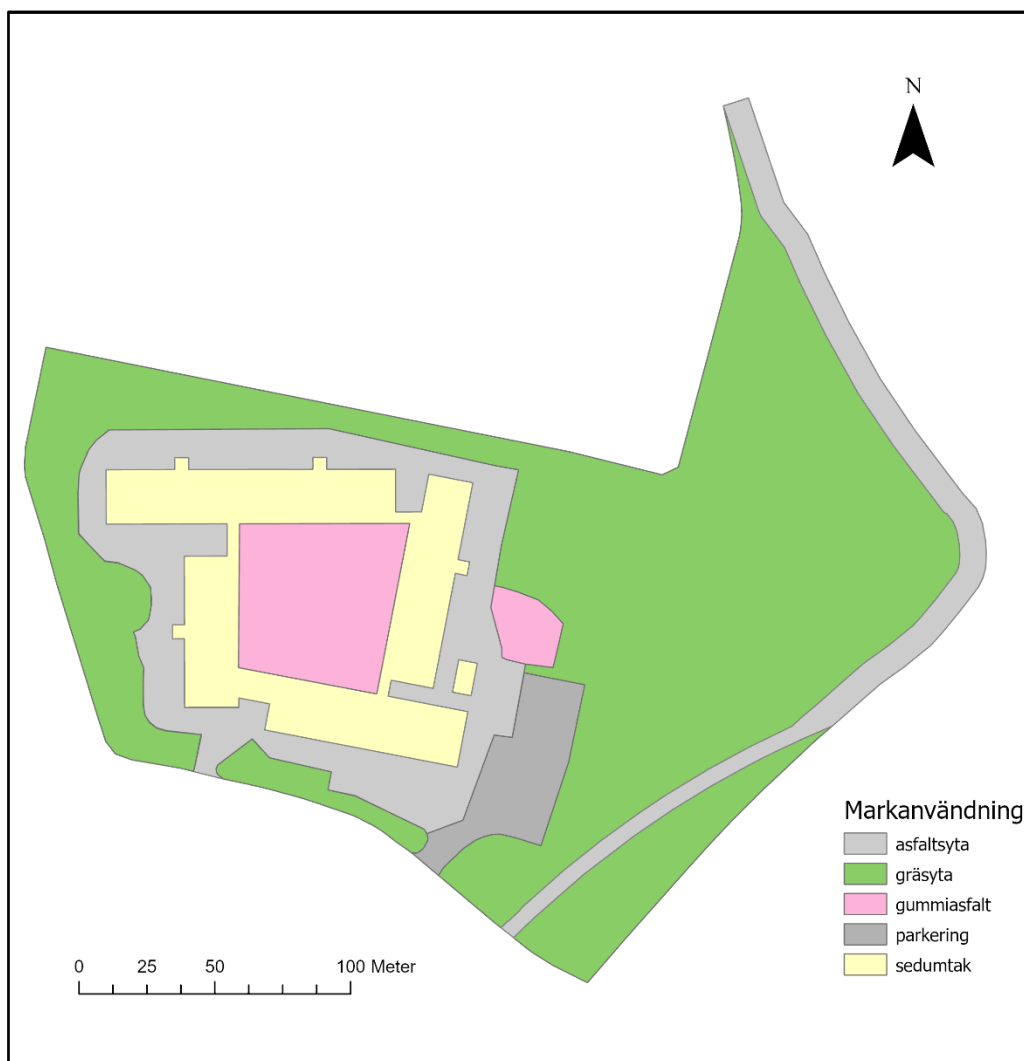 N
Markanvändning
asfaltsyta
gräsyta
gummiasfalt
parkering
sedumtak
0 25 50 100 Meter